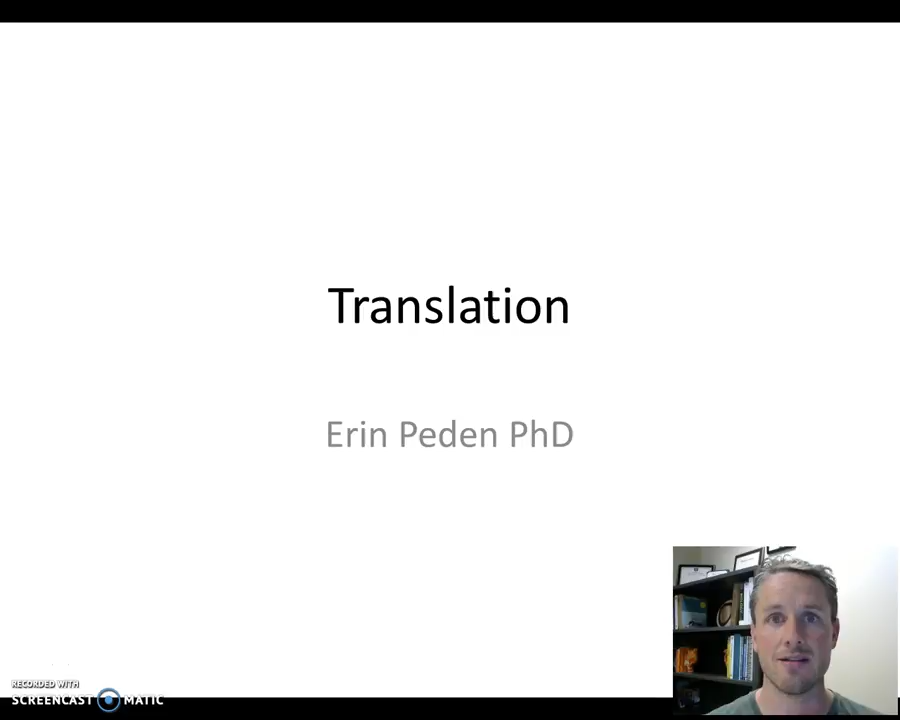 Translation
Erin Peden PhD
RECORDED WITH
SCREENCAST MATIC